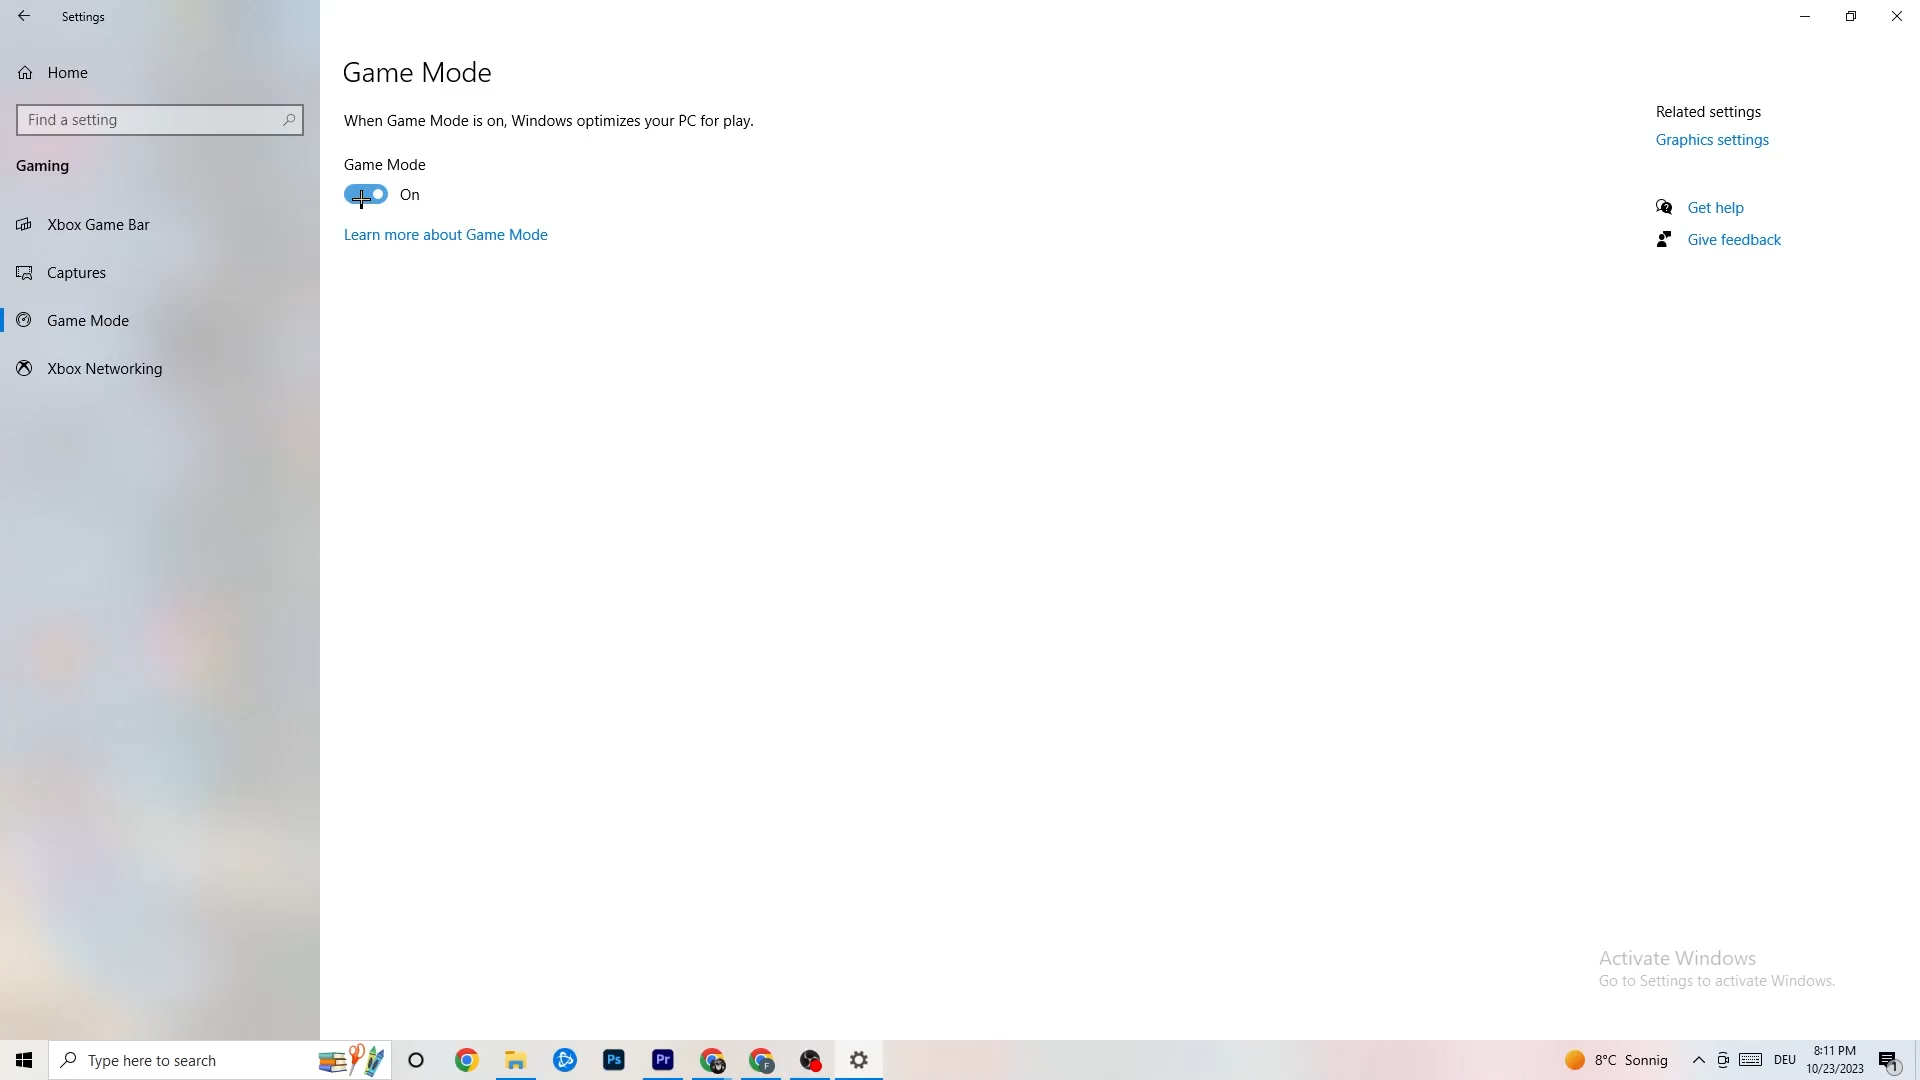 Settings
Home
Find a setting
Gaming
Xbox Game Bar
Captures
Game Mode
Xbox Networking
Game Mode
When Game Mode is on, Windows optimizes your PC for play.
Game Mode
On
Learn more about Game Mode
Related settings
Graphics settings
Get help
Give feedback
Activate Windows
Go to Settings to activate Windows.
Type here to search
Ps
Pr
F
8°C Sonnig
DEU
8:11 PM
10/23/2023
1